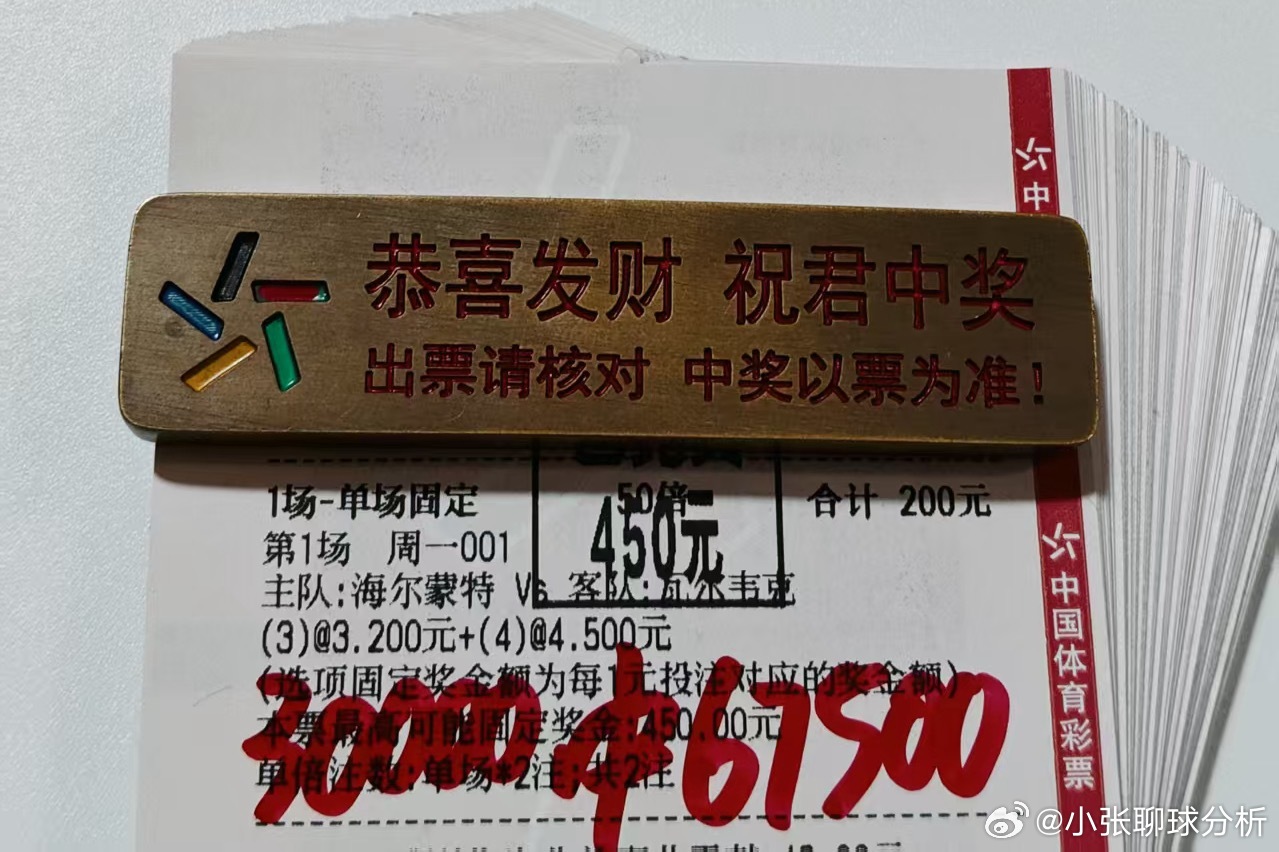 恭喜发财 祝君中奖
出票请核对 中奖以票为准!
1场-单场固定 50倍 合计 200元
450元
第1场 周一001
主队:海尔蒙特 Vs 客队:瓦尔韦克
(3)@3.200元+(4)@4.500元
(选项固定奖金额为每1元投注对应的奖金额)
本票最高可能固定奖金:450.00元
单倍注数:单场*2注;共2注
30000中67500
中
中国体育彩票
@小张聊球分析